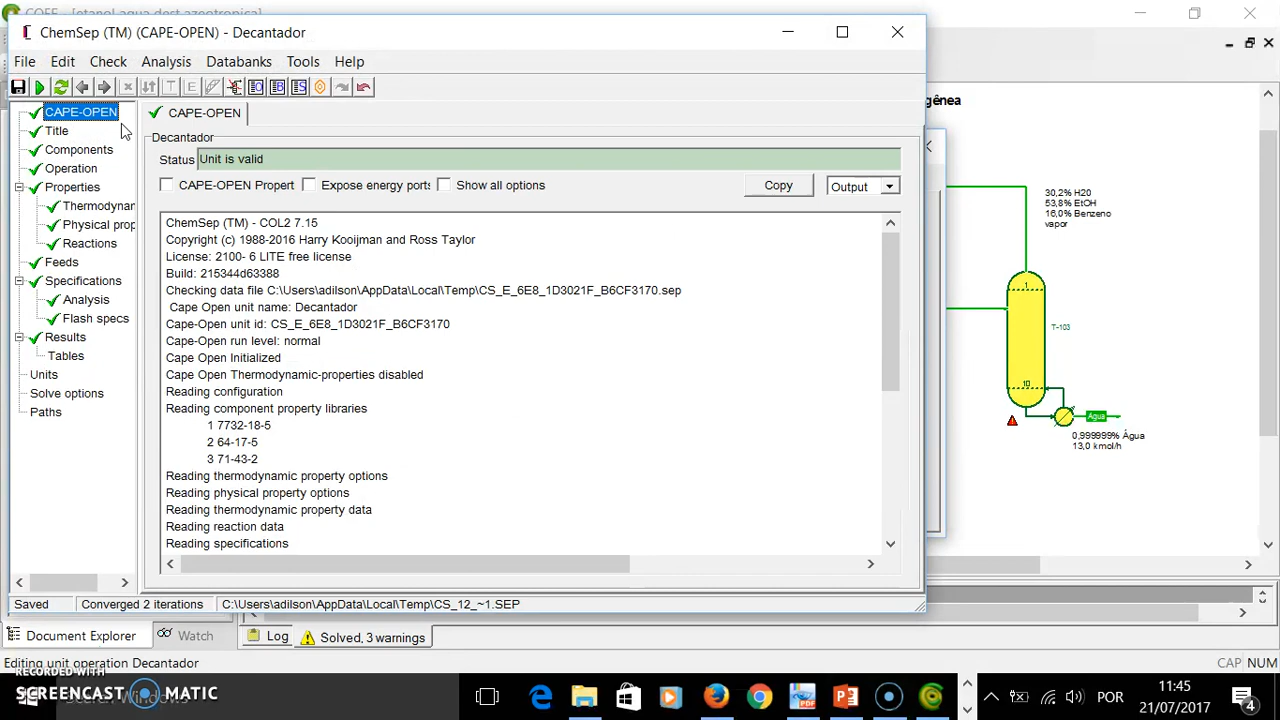 COFE - [etanol agua dest azeotropica]
ChemSep (TM) (CAPE-OPEN) - Decantador
File Edit Check Analysis Databanks Tools Help
CAPE-OPEN
Title
Components
Operation
Properties
Thermodynar
Physical prop
Reactions
Feeds
Specifications
Analysis
Flash specs
Results
Tables
Units
Solve options
Paths
CAPE-OPEN
Decantador
Status Unit is valid
CAPE-OPEN Propert Expose energy ports Show all options Copy Output
ChemSep (TM) - COL2 7.15
Copyright (c) 1988-2016 Harry Kooijman and Ross Taylor
License: 2100- 6 LITE free license
Build: 215344d63388
Checking data file C:\Users\adilson\AppData\Local\Temp\CS_E_6E8_1D3021F_B6CF3170.sep
Cape Open unit name: Decantador
Cape-Open unit id: CS_E_6E8_1D3021F_B6CF3170
Cape-Open run level: normal
Cape Open Initialized
Cape Open Thermodynamic-properties disabled
Reading configuration
Reading component property libraries
1 7732-18-5
2 64-17-5
3 71-43-2
Reading thermodynamic property options
Reading physical property options
Reading thermodynamic property data
Reading reaction data
Reading specifications
Saved Converged 2 iterations C:\Users\adilson\AppData\Local\Temp\CS_12_~1.SEP
gênea
30,2% H20
53,8% EtOH
16,0% Benzeno
vapor
1
T-103
10
Água
0,999999% Água
13,0 kmol/h
Document Explorer Watch Log Solved, 3 warnings
Editing unit operation Decantador CAP NUM
RECORDED WITH
SCREENCAST MATIC
Windows
POR
11:45
21/07/2017
4